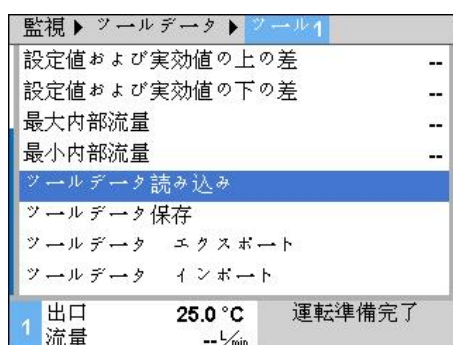 監視 ▶ ツールデータ ▶ ツール1
設定値および実効値の上の差 --
設定値および実効値の下の差 --
最大内部流量 --
最小内部流量 --
ツールデータ読み込み
ツールデータ保存
ツールデータ エクスポート
ツールデータ インポート
1 出口 25.0 °C 運転準備完了
流量 -- L/min